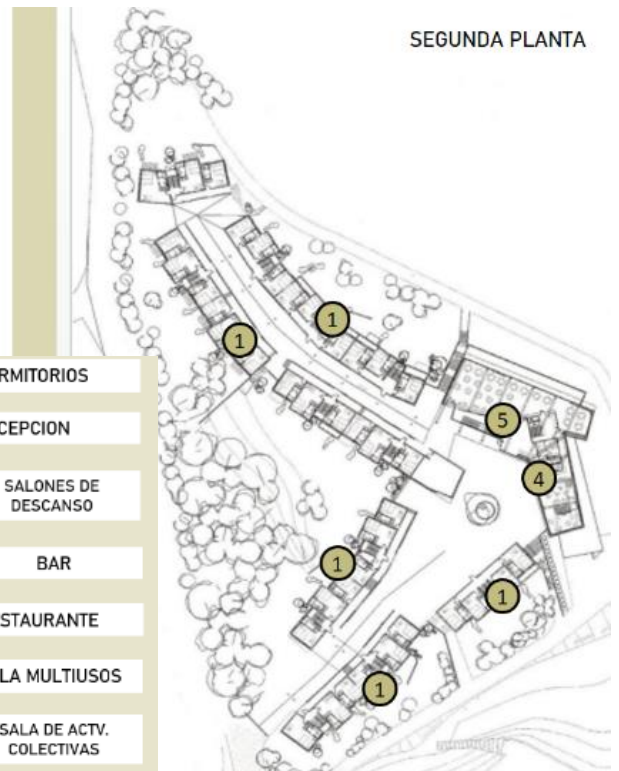 SEGUNDA PLANTA
1
1
5
4
1
1
1
RMITORIOS
CEPCION
SALONES DE
DESCANSO
BAR
STAURANTE
LA MULTIUSOS
SALA DE ACTV.
COLECTIVAS